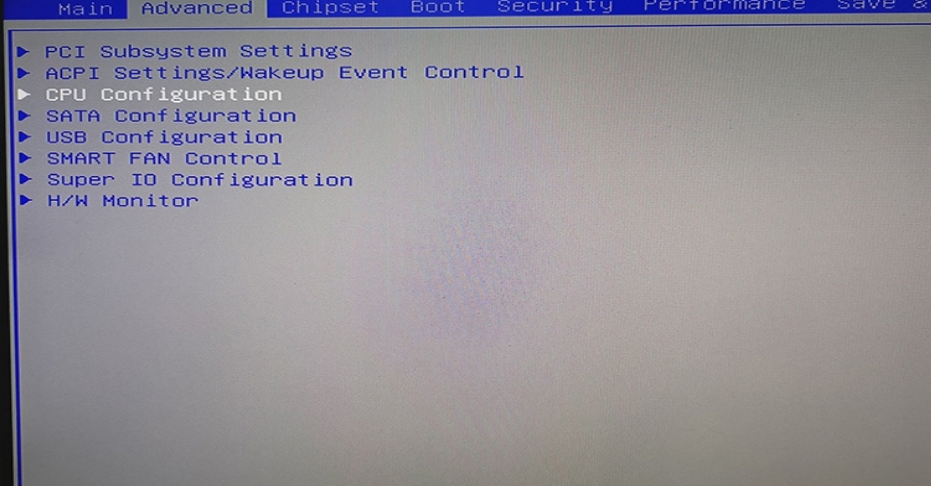 Main Advanced Chipset Boot Security Performance Save &
PCI Subsystem Settings
ACPI Settings/Wakeup Event Control
CPU Configuration
SATA Configuration
USB Configuration
SMART FAN Control
Super IO Configuration
H/W Monitor